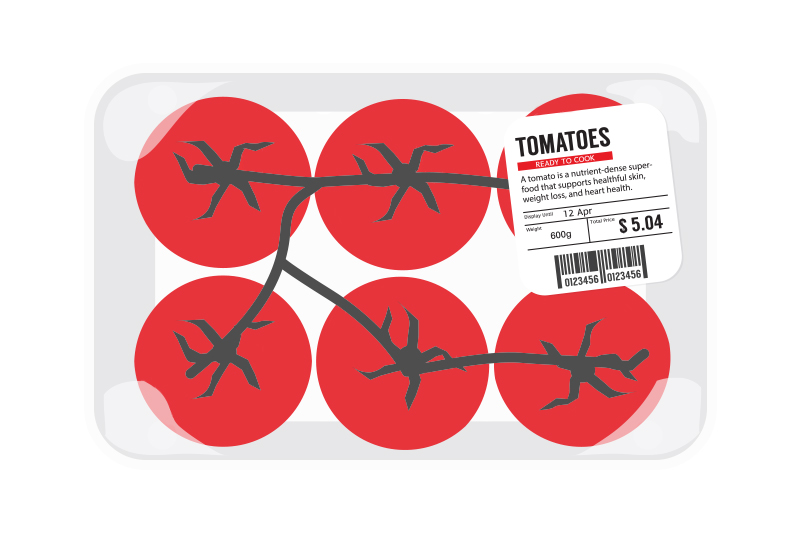 TOMATOES
READY TO COOK
A tomato is a nutrient-dense super-
food that supports healthful skin,
weight loss, and heart health.
Display Until 12 Apr
Weight 600g
Total Price $ 5.04
0123456 0123456